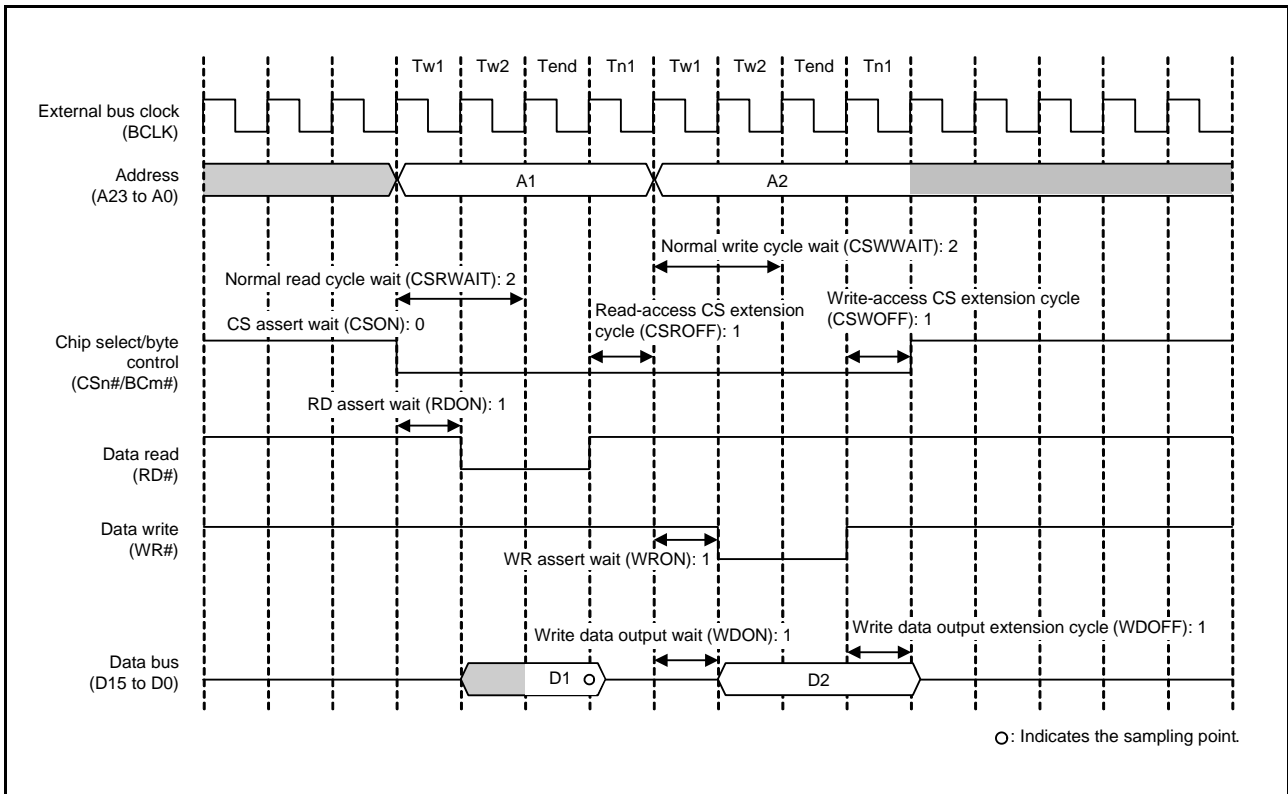 Tw1 Tw2 Tend Tn1 Tw1 Tw2 Tend Tn1
External bus clock
(BCLK)
Address
(A23 to A0)
A1
A2
Normal write cycle wait (CSWWAIT): 2
Normal read cycle wait (CSRWAIT): 2
Read-access CS extension
cycle (CSROFF): 1
Write-access CS extension cycle
(CSWOFF): 1
CS assert wait (CSON): 0
Chip select/byte
control
(CSn#/BCm#)
RD assert wait (RDON): 1
Data read
(RD#)
Data write
(WR#)
WR assert wait (WRON): 1
Write data output wait (WDON): 1
Write data output extension cycle (WDOFF): 1
Data bus
(D15 to D0)
D1
D2
: Indicates the sampling point.